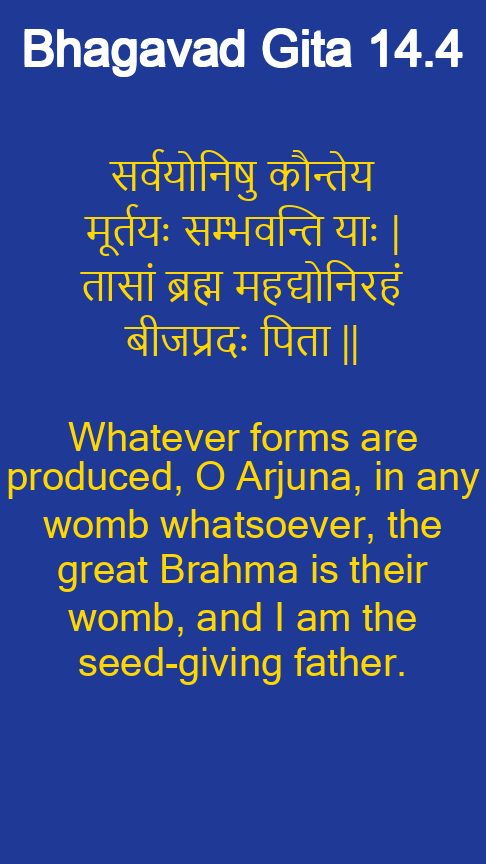 Bhagavad Gita 14.4
सर्वयोनिषु कौन्तेय
मूर्तयः सम्भवन्ति याः |
तासां ब्रह्म महद्योनिरहं
बीजप्रदः पिता ||
Whatever forms are
produced, O Arjuna, in any
womb whatsoever, the
great Brahma is their
womb, and I am the
seed-giving father.